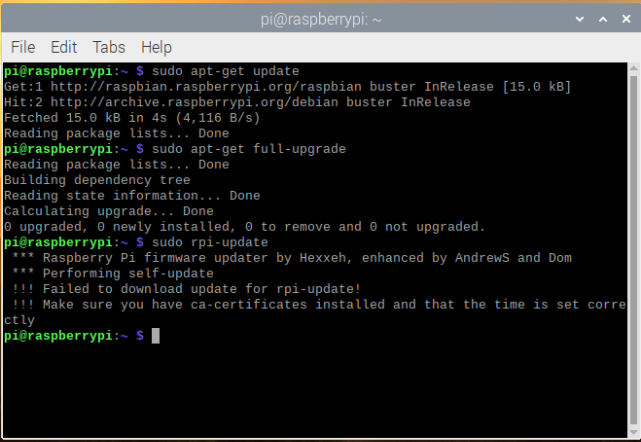 pi@raspberrypi: ~
File Edit Tabs Help
pi@raspberrypi:~ $ sudo apt-get update
Get:1 http://raspbian.raspberrypi.org/raspbian buster InRelease [15.0 kB]
Hit:2 http://archive.raspberrypi.org/debian buster InRelease
Fetched 15.0 kB in 4s (4,116 B/s)
Reading package lists... Done
pi@raspberrypi:~ $ sudo apt-get full-upgrade
Reading package lists... Done
Building dependency tree
Reading state information... Done
Calculating upgrade... Done
0 upgraded, 0 newly installed, 0 to remove and 0 not upgraded.
pi@raspberrypi:~ $ sudo rpi-update
 *** Raspberry Pi firmware updater by Hexxeh, enhanced by AndrewS and Dom
 *** Performing self-update
 !!! Failed to download update for rpi-update!
 !!! Make sure you have ca-certificates installed and that the time is set corre
ctly
pi@raspberrypi:~ $